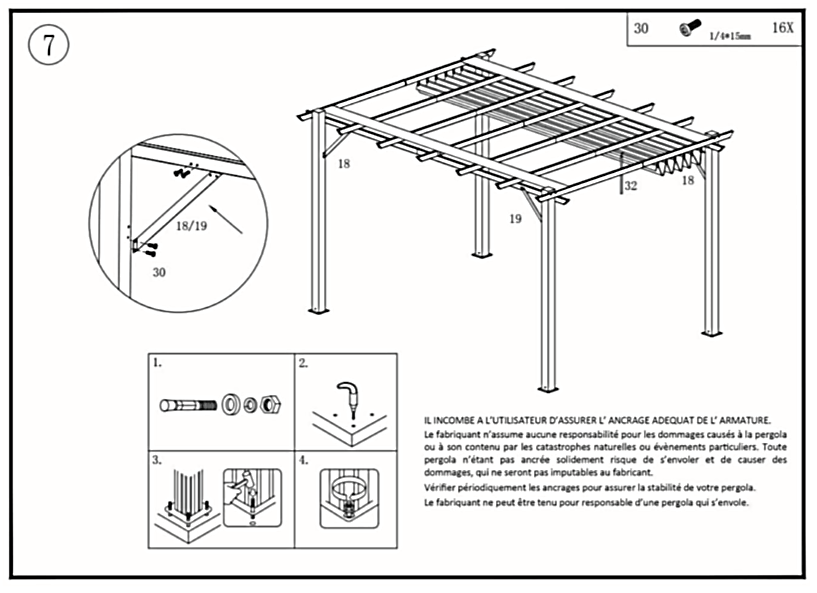 7
30 1/4*15mm 16X
18
18/19
30
18
32
19
1.
2.
3.
4.
IL INCOMBE A L’UTILISATEUR D’ASSURER L’ ANCRAGE ADEQUAT DE L’ ARMATURE.
Le fabriquant n’assume aucune responsabilité pour les dommages causés à la pergola
ou à son contenu par les catastrophes naturelles ou évènements particuliers. Toute
pergola n’étant pas ancrée solidement risque de s’envoler et de causer des
dommages, qui ne seront pas imputables au fabricant.
Vérifier périodiquement les ancrages pour assurer la stabilité de votre pergola.
Le fabriquant ne peut être tenu pour responsable d’une pergola qui s’envole.